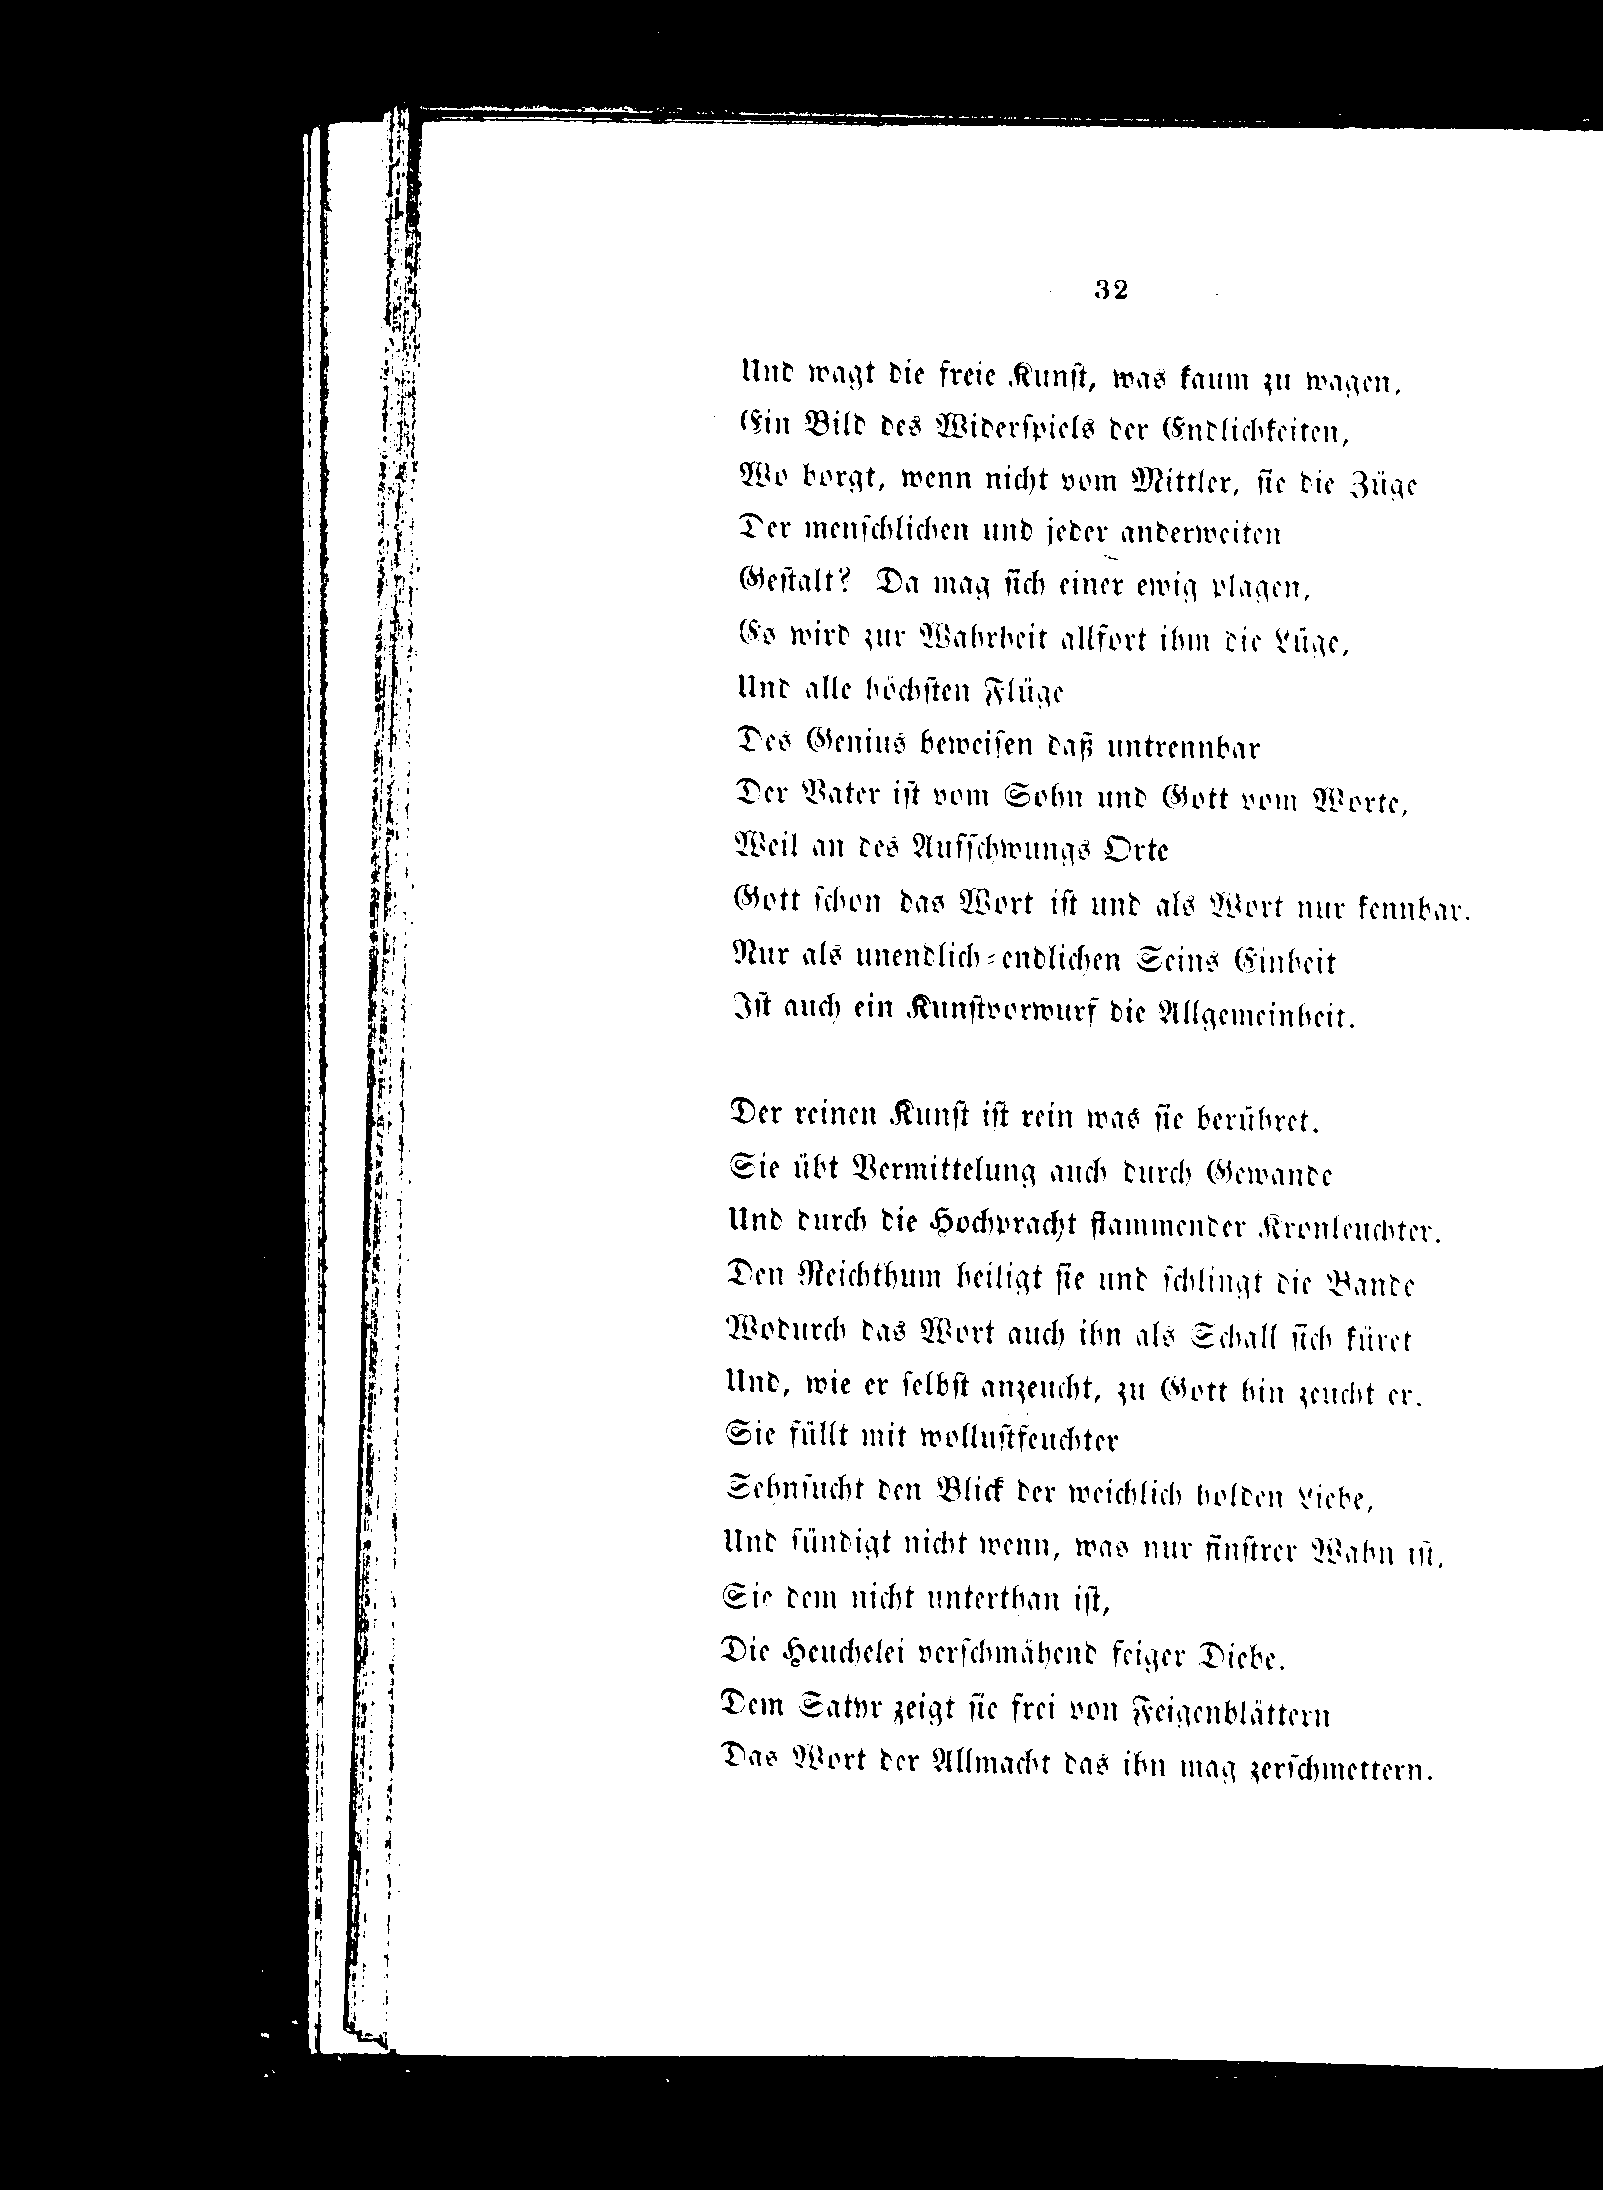 32
Und wagt die freie Kunſt, was kaum zu wagen,
Ein Bild des Widerſpiels der Endlichkeiten,
Wo borgt, wenn nicht vom Mittler, ſie die Züge
Der menſchlichen und jeder anderweiten
Geſtalt? Da mag ſich einer ewig plagen,
Es wird zur Wahrheit allfort ihm die Lüge,
Und alle höchſten Flüge
Des Genius beweiſen daß untrennbar
Der Vater iſt vom Sohn und Gott vom Worte,
Weil an des Aufſchwungs Orte
Gott ſchon das Wort iſt und als Wort nur kennbar.
Nur als unendlich-endlichen Seins Einheit
Iſt auch ein Kunſtvorwurf die Allgemeinheit.
Der reinen Kunſt iſt rein was ſie berühret.
Sie übt Vermittelung auch durch Gewande
Und durch die Hochpracht flammender Kronleuchter.
Den Reichthum heiligt ſie und ſchlingt die Bande
Wodurch das Wort auch ihn als Schall ſich küret
Und, wie er ſelbſt anzeucht, zu Gott hin zeucht er.
Sie füllt mit wolluſtfeuchter
Sehnſucht den Blick der weichlich holden Liebe,
Und ſündigt nicht wenn, was nur finſtrer Wahn iſt,
Sie dem nicht unterthan iſt,
Die Heuchelei verſchmähend feiger Diebe.
Dem Satyr zeigt ſie frei von Feigenblättern
Das Wort der Allmacht das ihn mag zerſchmettern.